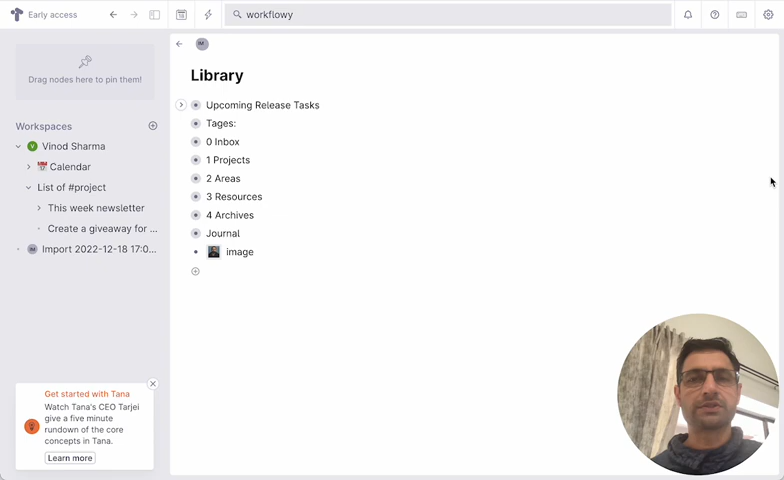 Early access
workflowy
Drag nodes here to pin them!
Workspaces
V Vinod Sharma
Calendar
List of #project
This week newsletter
Create a giveaway for ...
IM Import 2022-12-18 17:0...
IM
Library
Upcoming Release Tasks
Tages:
0 Inbox
1 Projects
2 Areas
3 Resources
4 Archives
Journal
image
Get started with Tana
Watch Tana's CEO Tarjei
give a five minute
rundown of the core
concepts in Tana.
Learn more